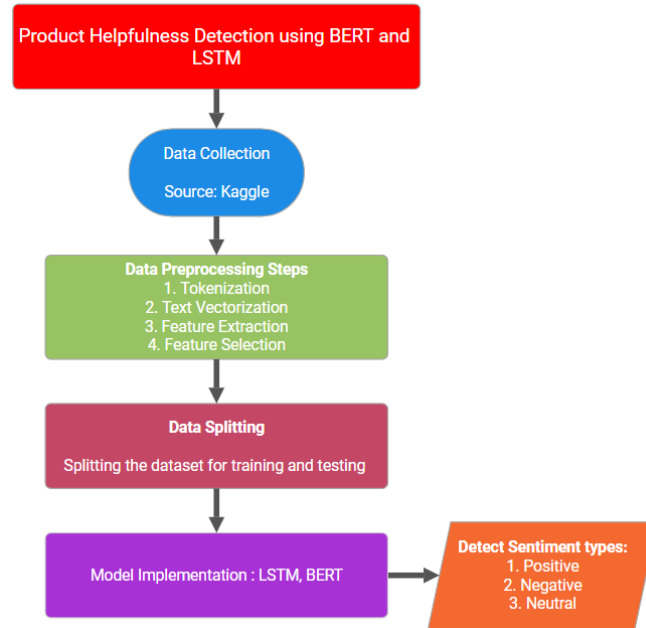 Product Helpfulness Detection using BERT and
LSTM
Data Collection
Source: Kaggle
Data Preprocessing Steps
1. Tokenization
2. Text Vectorization
3. Feature Extraction
4. Feature Selection
Data Splitting
Splitting the dataset for training and testing
Model Implementation : LSTM, BERT
Detect Sentiment types:
1. Positive
2. Negative
3. Neutral